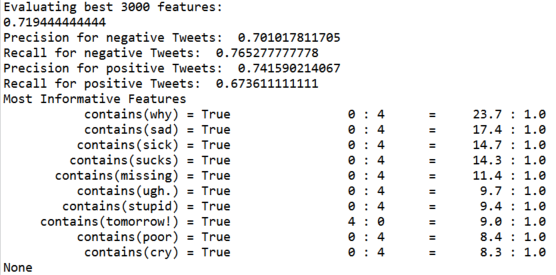 Evaluating best 3000 features:
0.719444444444
Precision for negative Tweets:  0.701017811705
Recall for negative Tweets:  0.765277777778
Precision for positive Tweets:  0.741590214067
Recall for positive Tweets:  0.673611111111
Most Informative Features
contains(why) = True 0 : 4 = 23.7 : 1.0
contains(sad) = True 0 : 4 = 17.4 : 1.0
contains(sick) = True 0 : 4 = 14.7 : 1.0
contains(sucks) = True 0 : 4 = 14.3 : 1.0
contains(missing) = True 0 : 4 = 11.4 : 1.0
contains(ugh.) = True 0 : 4 = 9.7 : 1.0
contains(stupid) = True 0 : 4 = 9.4 : 1.0
contains(tomorrow!) = True 4 : 0 = 9.0 : 1.0
contains(poor) = True 0 : 4 = 8.4 : 1.0
contains(cry) = True 0 : 4 = 8.3 : 1.0
None